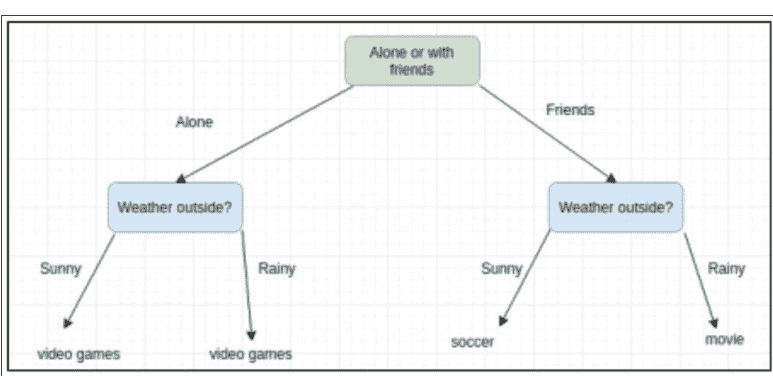 Alone or with
friends
Alone
Friends
Weather outside?
Weather outside?
Sunny
Rainy
Sunny
Rainy
video games
video games
soccer
movie